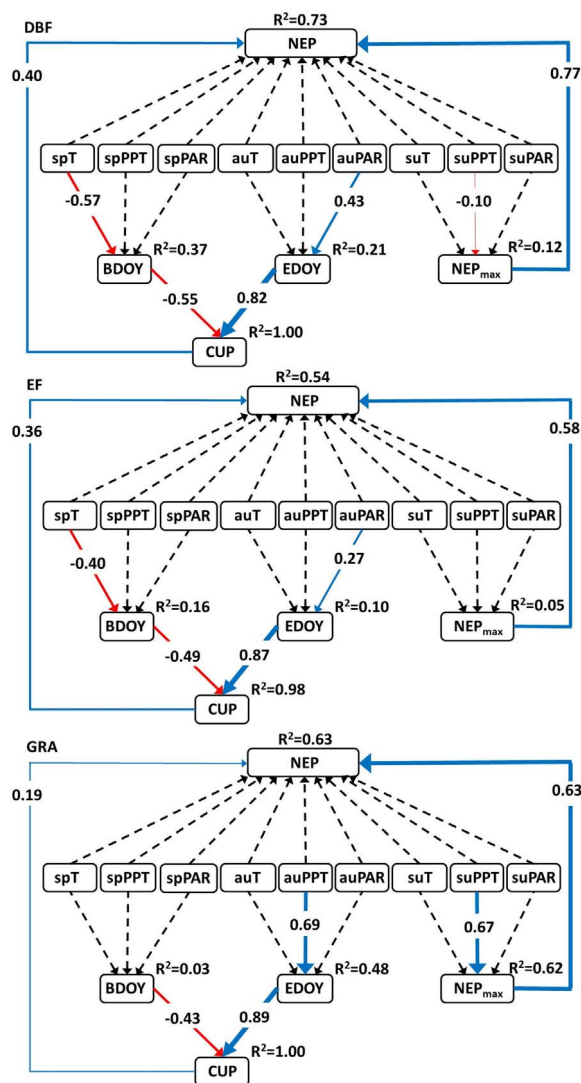 DBF
R²=0.73
NEP
0.40
0.77
spT spPPT spPAR auT auPPT auPAR suT suPPT suPAR
-0.57 0.43 -0.10
R²=0.37 R²=0.21 R²=0.12
BDOY EDOY NEPmax
-0.55 0.82
R²=1.00
CUP
EF
R²=0.54
NEP
0.36
0.58
spT spPPT spPAR auT auPPT auPAR suT suPPT suPAR
-0.40 0.27
R²=0.16 R²=0.10 R²=0.05
BDOY EDOY NEPmax
-0.49 0.87
R²=0.98
CUP
GRA
R²=0.63
NEP
0.19
0.63
spT spPPT spPAR auT auPPT auPAR suT suPPT suPAR
0.69 0.67
R²=0.03 R²=0.48 R²=0.62
BDOY EDOY NEPmax
-0.43 0.89
R²=1.00
CUP